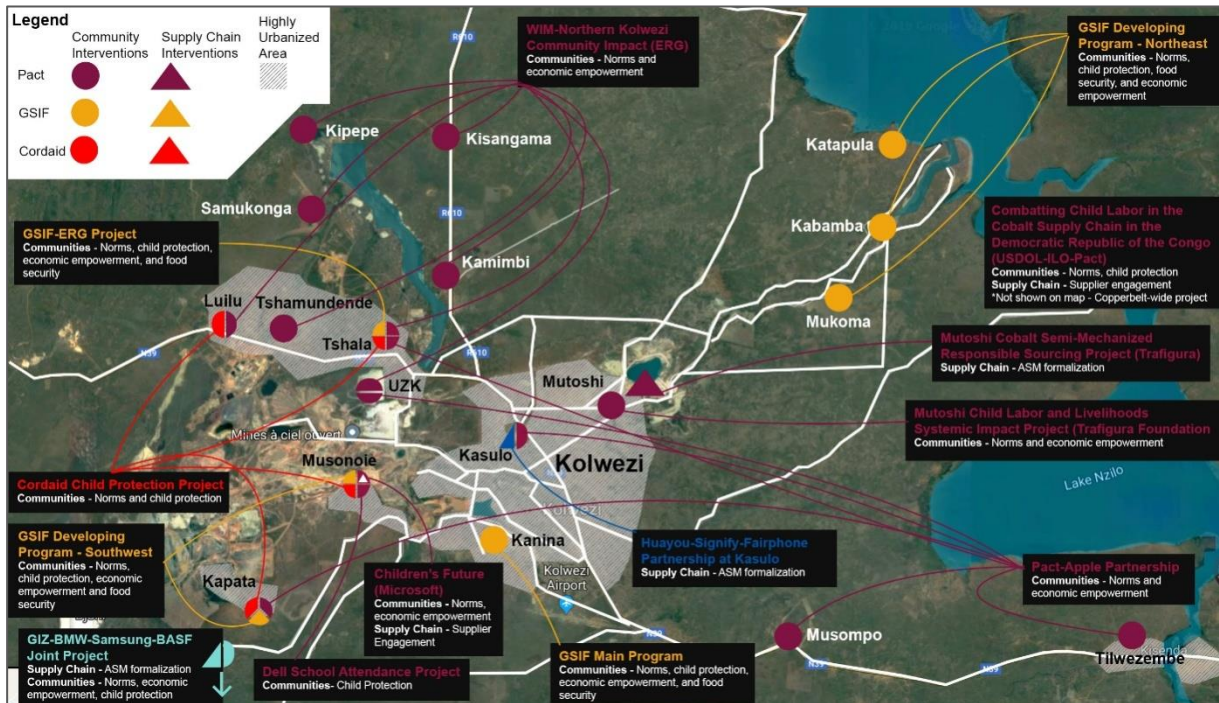 Legend
Community Interventions
Supply Chain Interventions
Highly Urbanized Area
Pact
GSIF
Cordaid
WIM-Northern Kolwezi
Community Impact (ERG)
Communities - Norms and
economic empowerment
GSIF Developing
Program - Northeast
Communities - Norms,
child protection, food
security, and economic
empowerment
R610
N39
Kipepe
Kisangama
Katapula
Samukonga
R610
Kabamba
Combatting Child Labor in the
Cobalt Supply Chain in the
Democratic Republic of the Congo
(USDOL-ILO-Pact)
Communities - Norms, child protection
Supply Chain - Supplier engagement
*Not shown on map - Copperbelt-wide project
GSIF-ERG Project
Communities - Norms, child protection,
economic empowerment, and food
security
Kamimbi
Mukoma
Luilu
Tshamundende
Tshala
N39
R610
Mutoshi Cobalt Semi-Mechanized
Responsible Sourcing Project (Trafigura)
Supply Chain - ASM formalization
UZK
Mutoshi
Mutoshi Child Labor and Livelihoods
Systemic Impact Project (Trafigura Foundation
Communities - Norms and economic empowerment
Mines à ciel ouvert
Kasulo
Kolwezi
Musonoie
Cordaid Child Protection Project
Communities - Norms and child protection
Lake Nzilo
Kolwezi
GSIF Developing
Program - Southwest
Communities - Norms,
child protection, economic
empowerment and food
security
Kanina
Huayou-Signify-Fairphone
Partnership at Kasulo
Supply Chain - ASM formalization
Kapata
Children's Future
(Microsoft)
Communities - Norms,
economic empowerment
Supply Chain - Supplier
Engagement
Kolwezi
Airport
Pact-Apple Partnership
Communities - Norms and
economic empowerment
GIZ-BMW-Samsung-BASF
Joint Project
Supply Chain - ASM formalization
Communities - Norms, economic
empowerment, child protection
Dell School Attendance Project
Communities- Child Protection
GSIF Main Program
Communities - Norms, child protection,
economic empowerment, and food
security
N39
Musompo
N39
Tilwezembe
Kisenda
N39